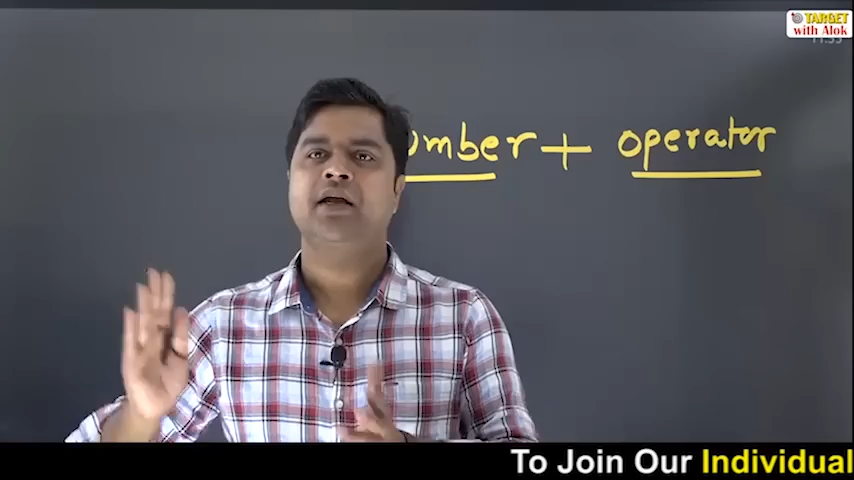 TARGET
with Alok
umber + operator
To Join Our Individual